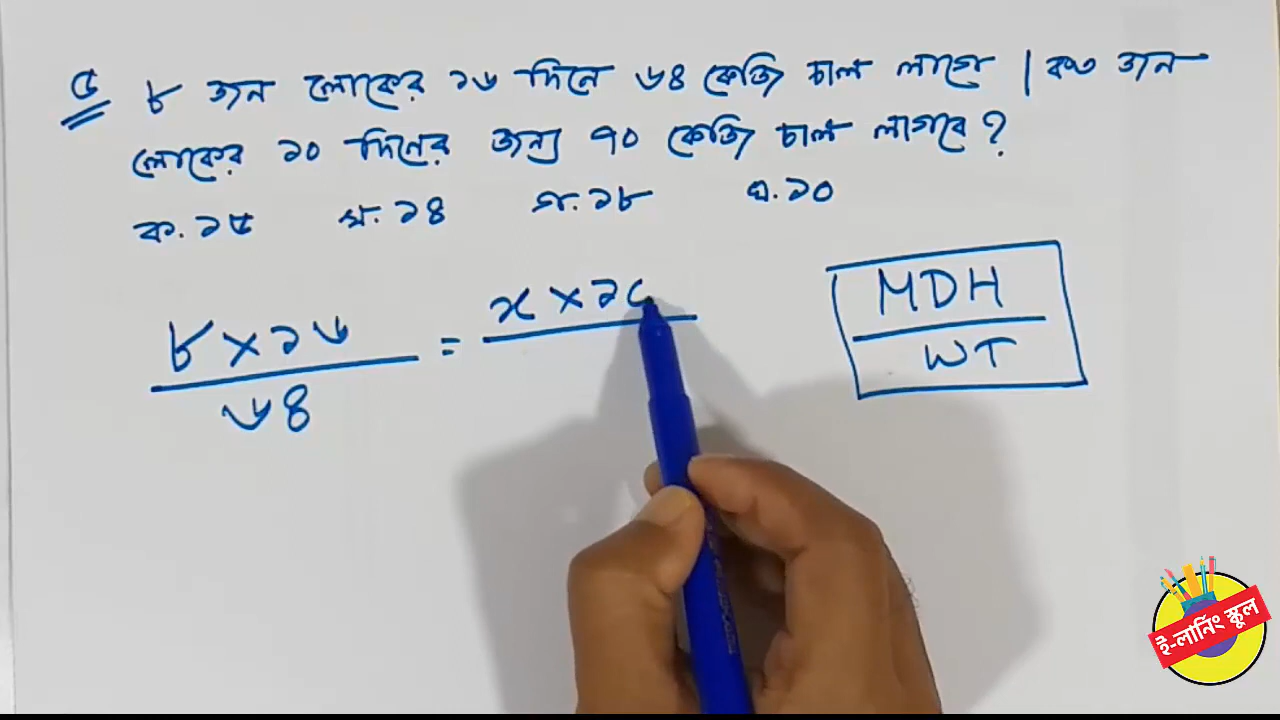 ৫ ৮ জন লোকের ১৬ দিনে ৬৪ কেজি চাল লাগে | কত জন
লোকের ১০ দিনের জন্য ৭০ কেজি চাল লাগবে ?
ক. ১৫ খ. ১৪ গ. ১৮ ঘ. ১০
৮ × ১৬ = x × ১
৬৪
MDH
WT
ই-লার্নিং স্কুল